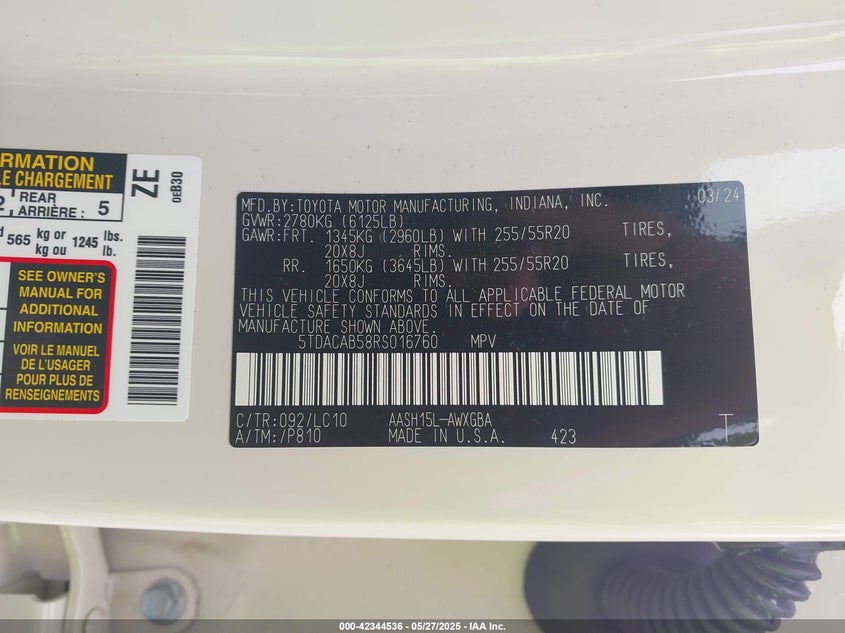 RMATION
LE CHARGEMENT
REAR
ARRIÈRE : 5
565 kg or 1245 lbs.
kg ou lb.
SEE OWNER'S
MANUAL FOR
ADDITIONAL
INFORMATION
VOIR LE MANUEL
DE L'USAGER
POUR PLUS DE
RENSEIGNEMENTS
ZE
0EB30
MFD.BY:TOYOTA MOTOR MANUFACTURING, INDIANA, INC. 03/24
GVWR:2780KG (6125LB)
GAWR:FRT. 1345KG (2960LB) WITH 255/55R20 TIRES,
20X8J RIMS.
RR. 1650KG (3645LB) WITH 255/55R20 TIRES,
20X8J RIMS.
THIS VEHICLE CONFORMS TO ALL APPLICABLE FEDERAL MOTOR
VEHICLE SAFETY STANDARDS IN EFFECT ON THE DATE OF
MANUFACTURE SHOWN ABOVE.
5TDACAB58RS016760 MPV
C/TR:092/LC10 AASH15L-AWXGBA
A/TM:/P810 MADE IN U.S.A. 423 T
000-42344536 - 05/27/2025 - IAA Inc.